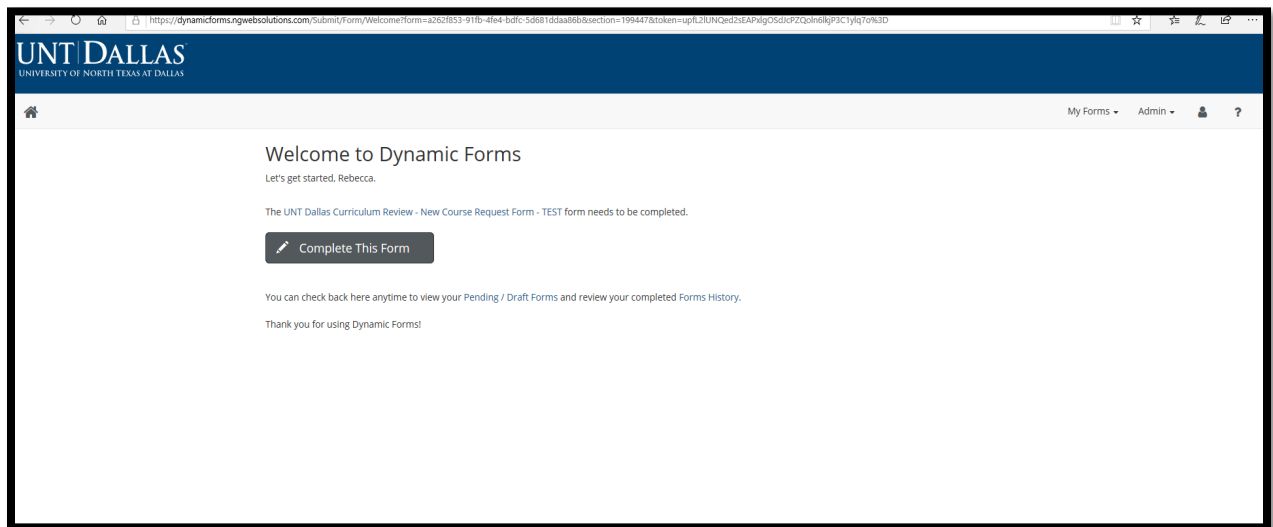 https://dynamicforms.ngwebsolutions.com/Submit/Form/Welcome?form=a262f853-91fb-4fe4-bdfc-5d681ddaa86b&section=199447&token=upfL2lUNQed2sEAPxlgOSdJcPZQoln6lkjP3C1ylq7o%3D
UNT DALLAS
UNIVERSITY OF NORTH TEXAS AT DALLAS
My Forms Admin ?
Welcome to Dynamic Forms
Let's get started, Rebecca.
The UNT Dallas Curriculum Review - New Course Request Form - TEST form needs to be completed.
Complete This Form
You can check back here anytime to view your Pending / Draft Forms and review your completed Forms History.
Thank you for using Dynamic Forms!